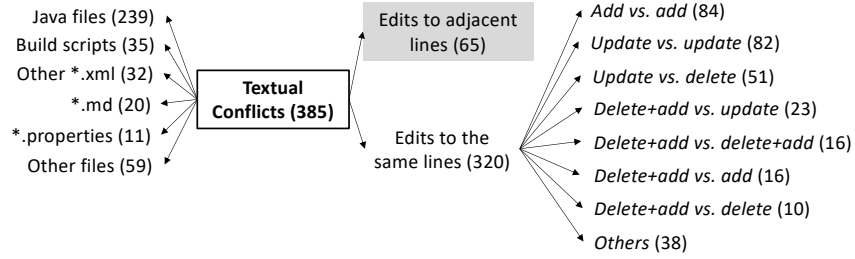 Java files (239)
Build scripts (35)
Other *.xml (32)
*.md (20)
*.properties (11)
Other files (59)
Textual
Conflicts (385)
Edits to adjacent
lines (65)
Edits to the
same lines (320)
Add vs. add (84)
Update vs. update (82)
Update vs. delete (51)
Delete+add vs. update (23)
Delete+add vs. delete+add (16)
Delete+add vs. add (16)
Delete+add vs. delete (10)
Others (38)